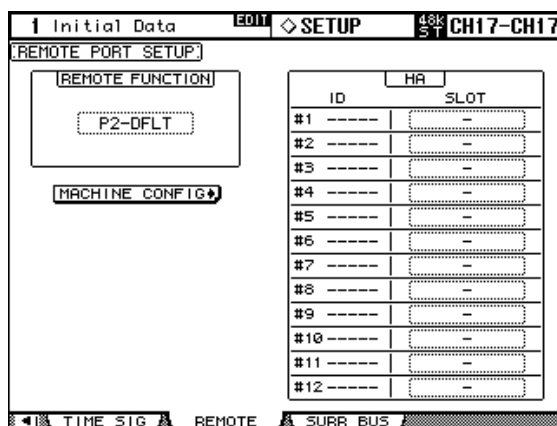 1 Initial Data EDIT ◇SETUP 48K ST CH17-CH17
REMOTE PORT SETUP
REMOTE FUNCTION
P2-DFLT
MACHINE CONFIG
HA
ID SLOT
#1 ----- -
#2 ----- -
#3 ----- -
#4 ----- -
#5 ----- -
#6 ----- -
#7 ----- -
#8 ----- -
#9 ----- -
#10 ----- -
#11 ----- -
#12 ----- -
TIME SIG REMOTE SURR BUS